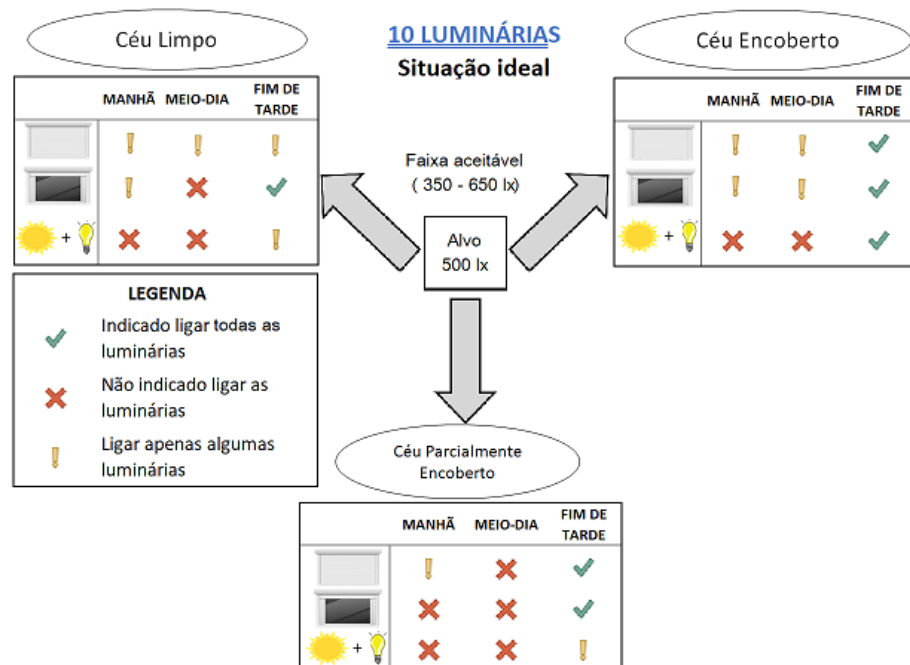 10 LUMINÁRIAS
Situação ideal
Céu Limpo
MANHÃ MEIO-DIA FIM DE
TARDE
Céu Encoberto
MANHÃ MEIO-DIA FIM DE
TARDE
Faixa aceitável
( 350 - 650 lx)
Alvo
500 lx
+
+
LEGENDA
Indicado ligar todas as
luminárias
Não indicado ligar as
luminárias
Ligar apenas algumas
luminárias
Céu Parcialmente
Encoberto
MANHÃ MEIO-DIA FIM DE
TARDE
+